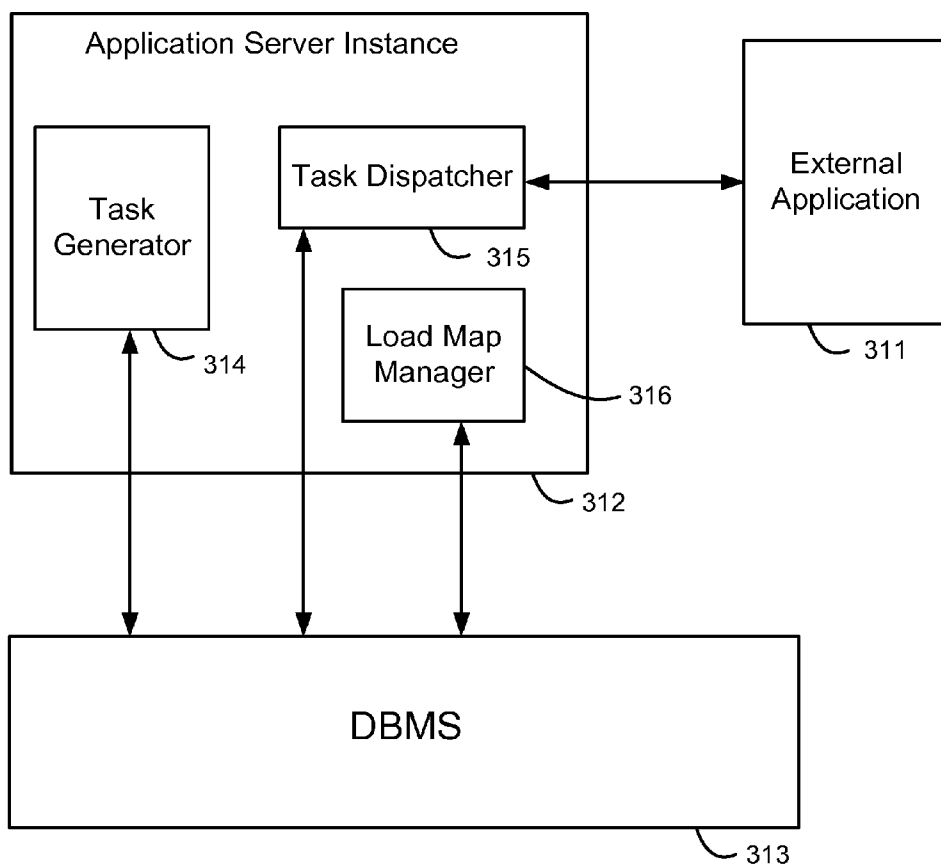 Application Server Instance
Task
Generator
314
Task Dispatcher
315
Load Map
Manager
316
312
External
Application
311
DBMS
313